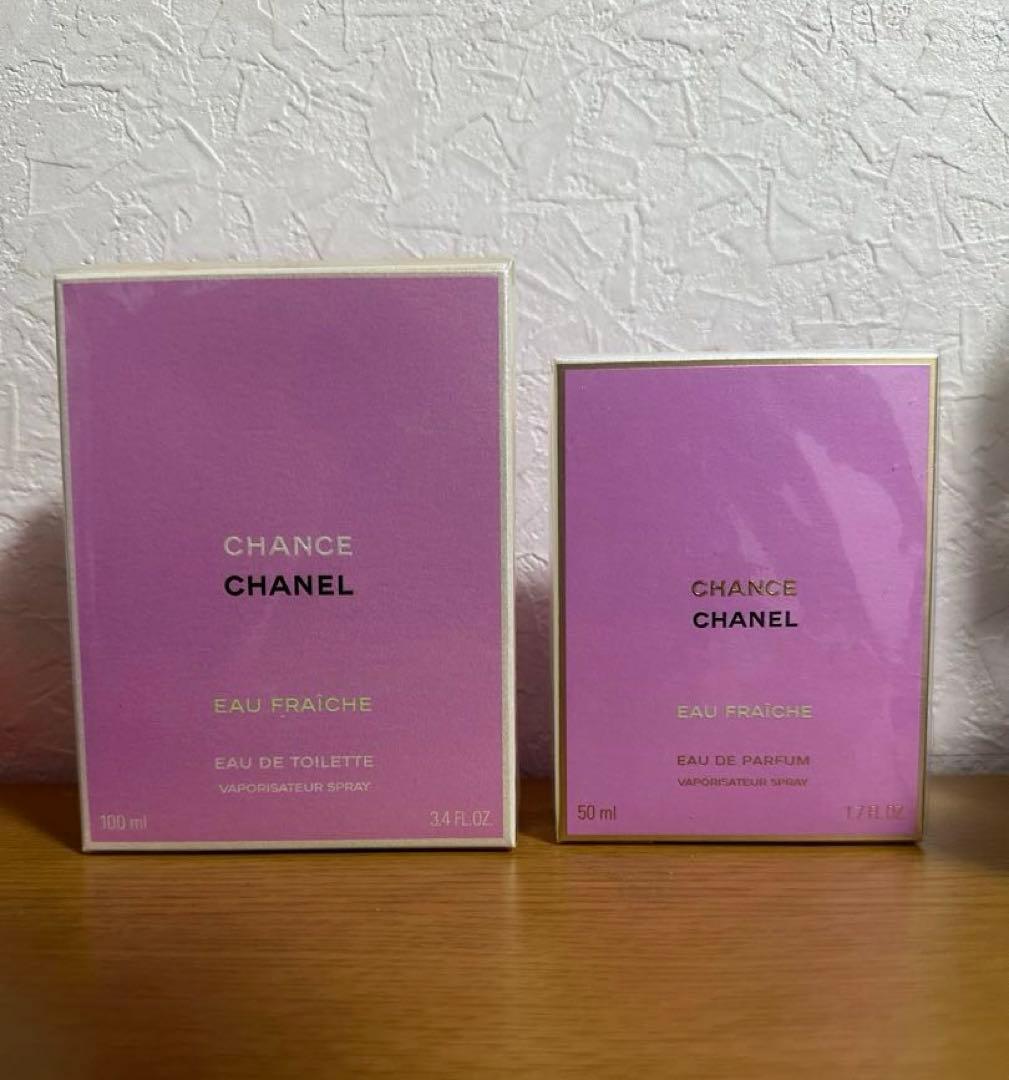 CHANCE
CHANEL
EAU FRAÎCHE
EAU DE TOILETTE
VAPORISATEUR SPRAY
100 ml
3.4 FL.OZ.
CHANCE
CHANEL
EAU FRAÎCHE
EAU DE PARFUM
VAPORISATEUR SPRAY
50 ml
1.7 FL.OZ.